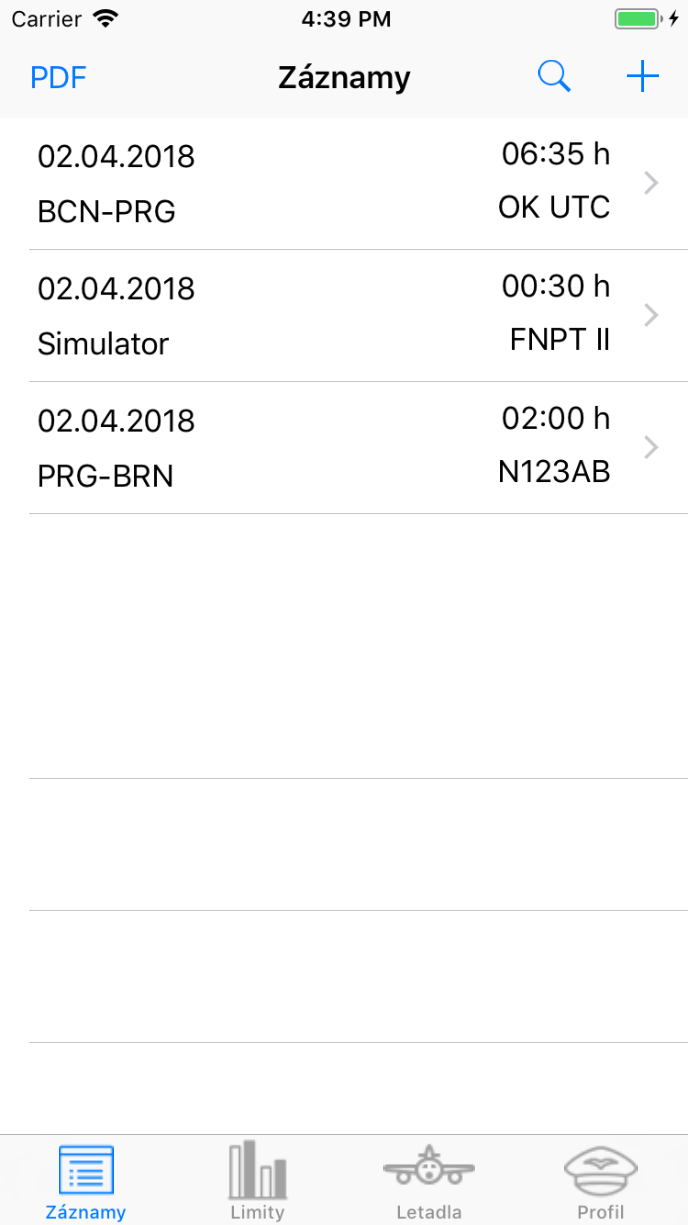 Carrier 4:39 PM
PDF Záznamy
02.04.2018 06:35 h
BCN-PRG OK UTC
02.04.2018 00:30 h
Simulator FNPT II
02.04.2018 02:00 h
PRG-BRN N123AB
Záznamy Limity Letadla Profil